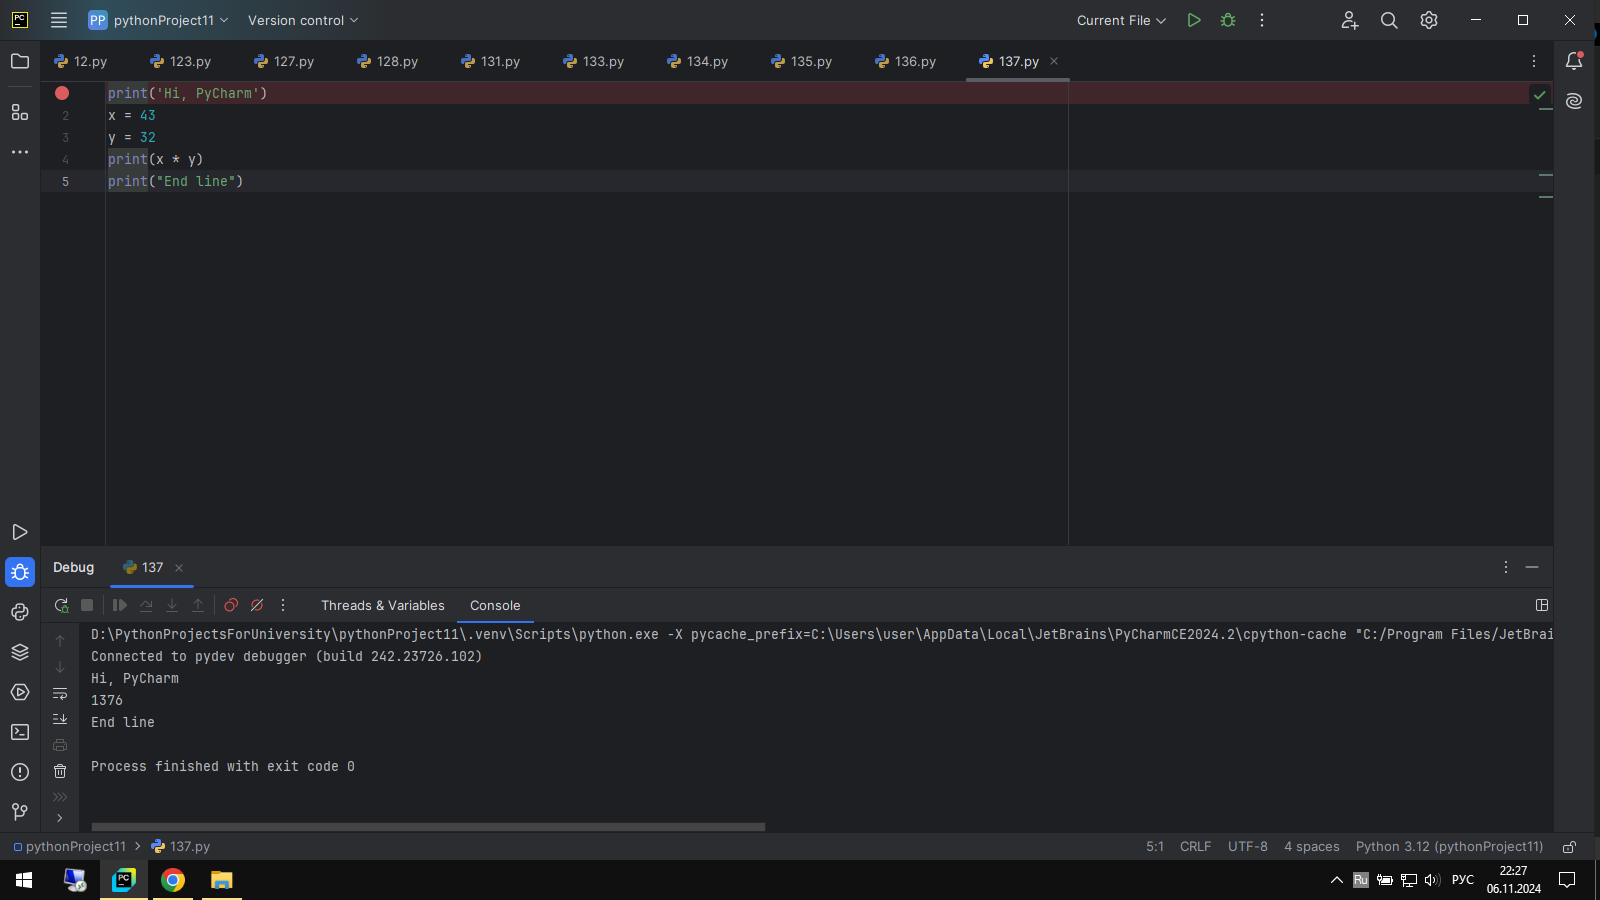 PC PP pythonProject11 Version control Current File
12.py 123.py 127.py 128.py 131.py 133.py 134.py 135.py 136.py 137.py
print('Hi, PyCharm')
2 x = 43
3 y = 32
4 print(x * y)
5 print("End line")
Debug 137
Threads & Variables Console
D:\PythonProjectsForUniversity\pythonProject11\.venv\Scripts\python.exe -X pycache_prefix=C:\Users\user\AppData\Local\JetBrains\PyCharmCE2024.2\cpython-cache "C:/Program Files/JetBrai
Connected to pydev debugger (build 242.23726.102)
Hi, PyCharm
1376
End line
Process finished with exit code 0
pythonProject11 > 137.py 5:1 CRLF UTF-8 4 spaces Python 3.12 (pythonProject11)
PC Ru РУС 22:27
06.11.2024